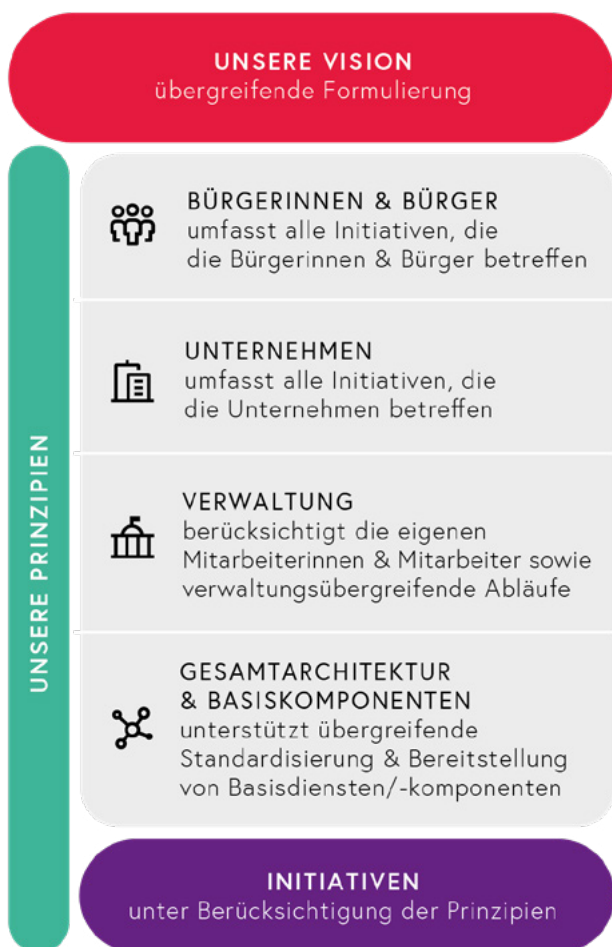 UNSERE VISION
übergreifende Formulierung
UNSERE PRINZIPIEN
BÜRGERINNEN & BÜRGER
umfasst alle Initiativen, die
die Bürgerinnen & Bürger betreffen
UNTERNEHMEN
umfasst alle Initiativen, die
die Unternehmen betreffen
VERWALTUNG
berücksichtigt die eigenen
Mitarbeiterinnen & Mitarbeiter sowie
verwaltungsübergreifende Abläufe
GESAMTARCHITEKTUR
& BASISKOMPONENTEN
unterstützt übergreifende
Standardisierung & Bereitstellung
von Basisdiensten/-komponenten
INITIATIVEN
unter Berücksichtigung der Prinzipien